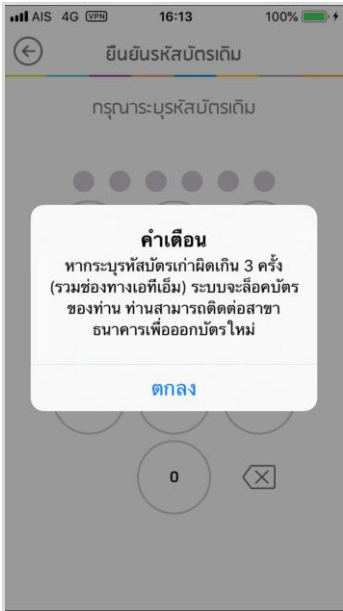 AIS 4G VPN 16:13 100%
ยืนยันรหัสบัตรเดิม
กรุณาระบุรหัสบัตรเดิม
คำเตือน
หากระบุรหัสบัตรเก่าผิดเกิน 3 ครั้ง
(รวมช่องทางเอทีเอ็ม) ระบบจะล็อคบัตร
ของท่าน ท่านสามารถติดต่อสาขา
ธนาคารเพื่อออกบัตรใหม่
ตกลง
0